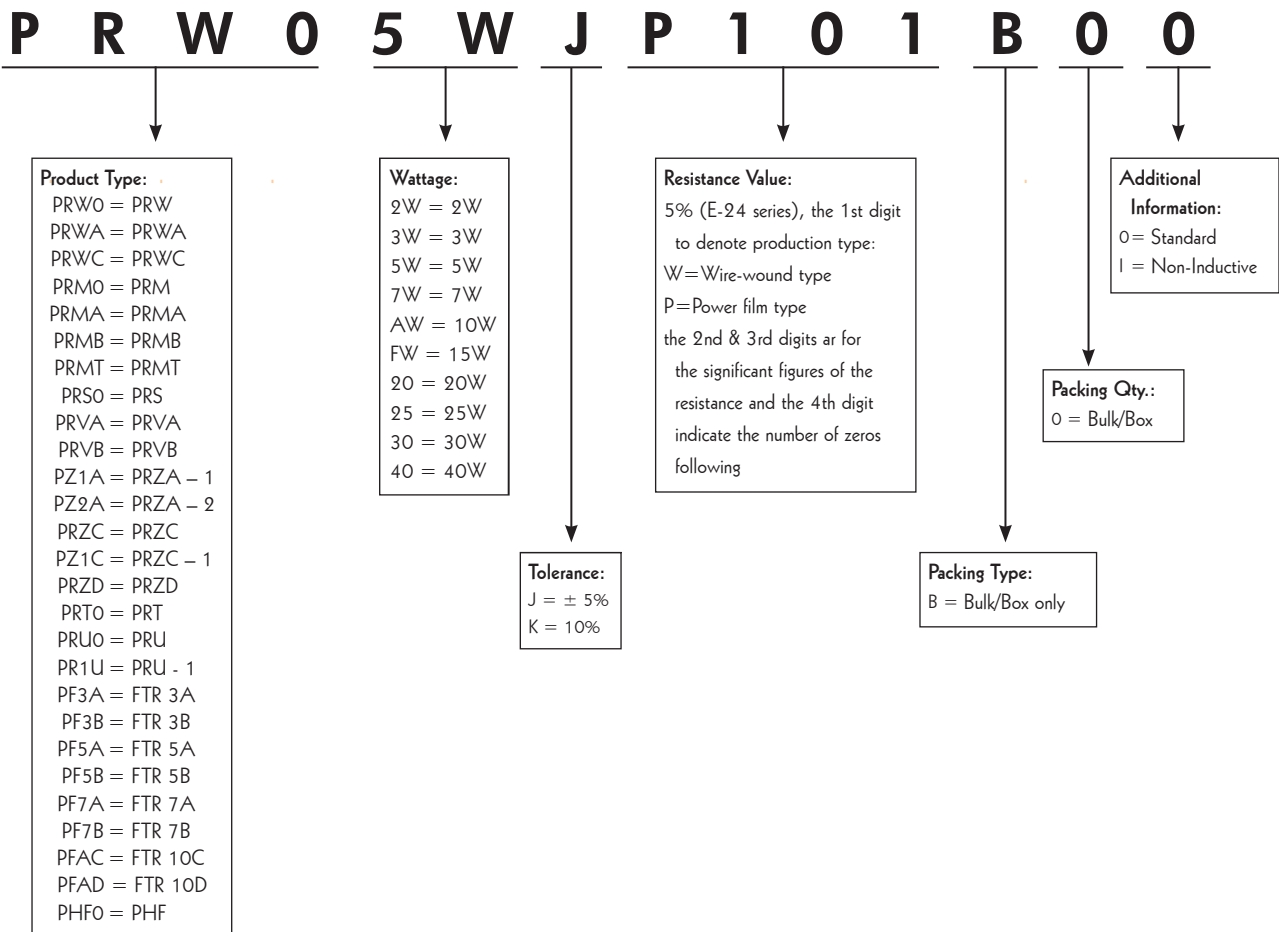 P R W 0 5 W J P 1 0 1 B 0 0
Product Type:
PRW0 = PRW
PRWA = PRWA
PRWC = PRWC
PRM0 = PRM
PRMA = PRMA
PRMB = PRMB
PRMT = PRMT
PRS0 = PRS
PRVA = PRVA
PRVB = PRVB
PZ1A = PRZA – 1
PZ2A = PRZA – 2
PRZC = PRZC
PZ1C = PRZC – 1
PRZD = PRZD
PRT0 = PRT
PRU0 = PRU
PR1U = PRU - 1
PF3A = FTR 3A
PF3B = FTR 3B
PF5A = FTR 5A
PF5B = FTR 5B
PF7A = FTR 7A
PF7B = FTR 7B
PFAC = FTR 10C
PFAD = FTR 10D
PHF0 = PHF
Wattage:
2W = 2W
3W = 3W
5W = 5W
7W = 7W
AW = 10W
FW = 15W
20 = 20W
25 = 25W
30 = 30W
40 = 40W
Tolerance:
J = ± 5%
K = 10%
Resistance Value:
5% (E-24 series), the 1st digit
to denote production type:
W=Wire-wound type
P=Power film type
the 2nd & 3rd digits ar for
the significant figures of the
resistance and the 4th digit
indicate the number of zeros
following
Packing Type:
B = Bulk/Box only
Packing Qty.:
0 = Bulk/Box
Additional
Information:
0= Standard
I = Non-Inductive